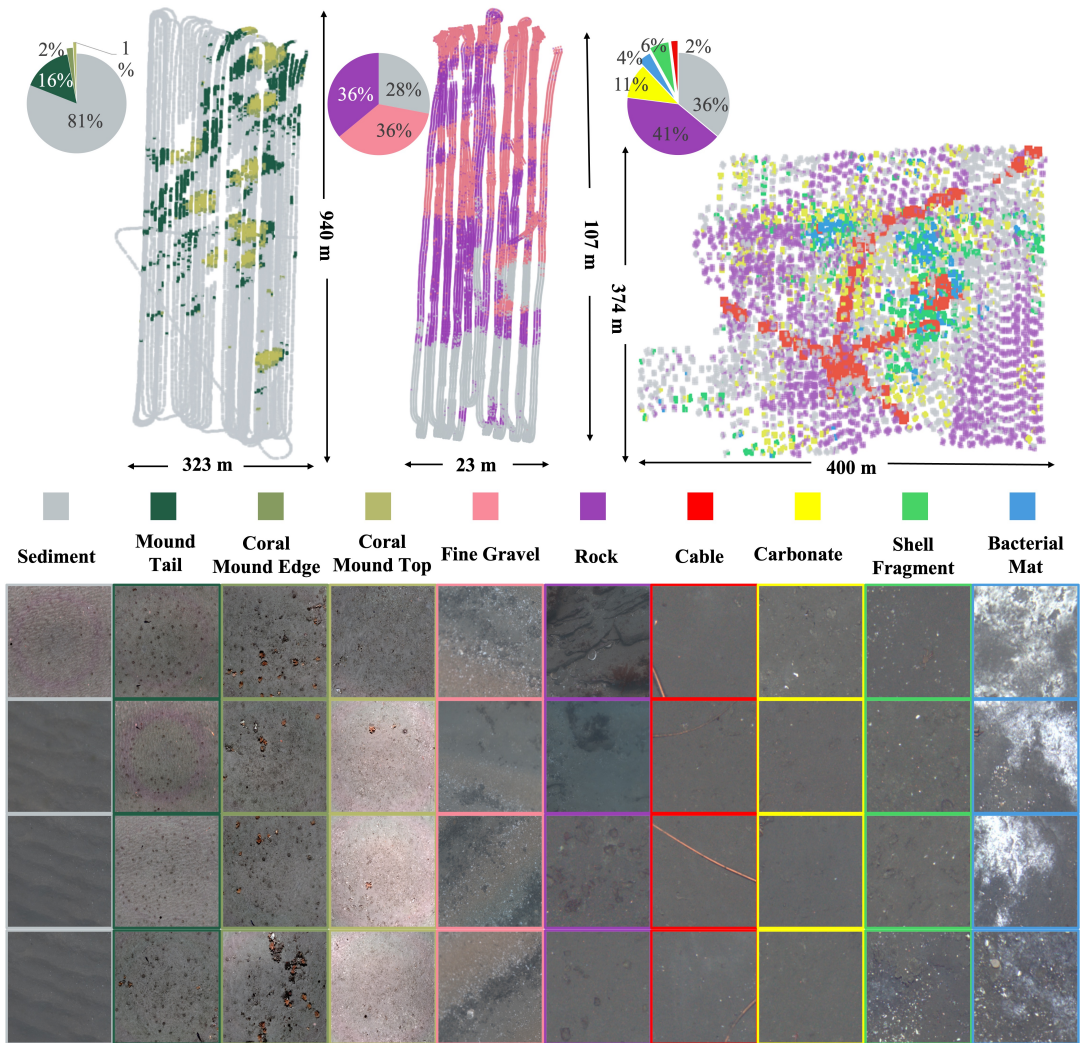 2%
1
%
16%
81%
940 m
323 m
36%
28%
36%
107 m
23 m
6%
2%
4%
11%
36%
41%
374 m
400 m
Sediment
Mound
Tail
Coral
Mound Edge
Coral
Mound Top
Fine Gravel
Rock
Cable
Carbonate
Shell
Fragment
Bacterial
Mat